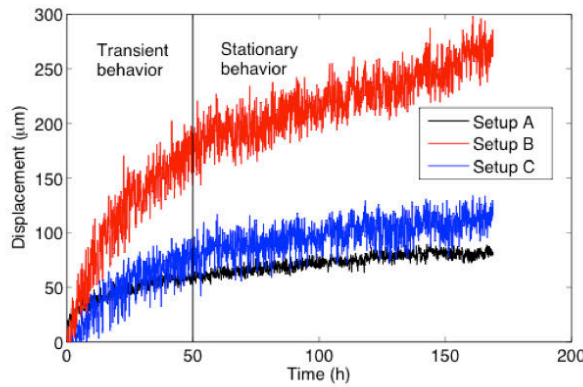 Transient
behavior
Stationary
behavior
Displacement (μm)
300
250
200
150
100
50
0
Setup A
Setup B
Setup C
0
50
100
150
200
Time (h)